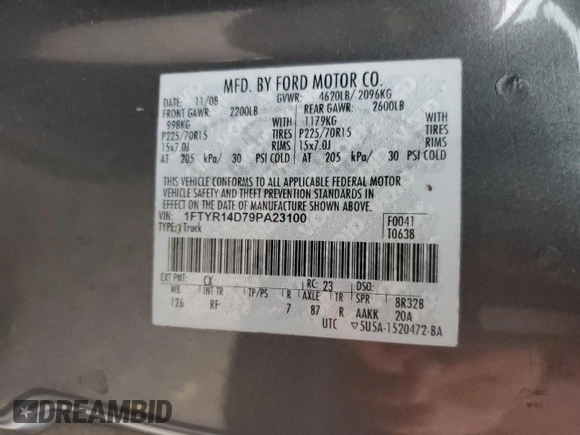 MFD. BY FORD MOTOR CO.
DATE: 11/08 GVWR: 4620LB/ 2096KG
FRONT GAWR: 2200LB REAR GAWR: 2600LB
998KG WITH 1179KG WITH
P225/70R15 TIRES P225/70R15 TIRES
15x7.0J RIMS 15x7.0J RIMS
AT 205 kPa/ 30 PSI COLD AT 205 kPa/ 30 PSI COLD
THIS VEHICLE CONFORMS TO ALL APPLICABLE FEDERAL MOTOR
VEHICLE SAFETY AND THEFT PREVENTION STANDARDS IN
EFFECT ON THE DATE OF MANUFACTURE SHOWN ABOVE.
VIN: 1FTYR14D79PA23100 F0041
TYPE: Truck T0638
EXT PNT: CX RC: 23 DSO:
WB INT TR TP/PS R AXLE TR SPR 8R32B
126 RF 7 87 R AAKK 20A
UTC ▽5U5A-1520472-BA
DREAMBID